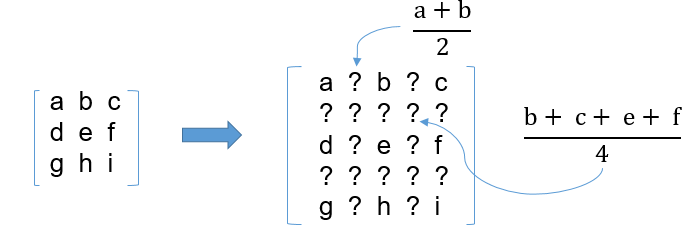 a + b
2
a b c
d e f
g h i
a ? b ? c
? ? ? ? ?
d ? e ? f
? ? ? ? ?
g ? h ? i
b + c + e + f
4